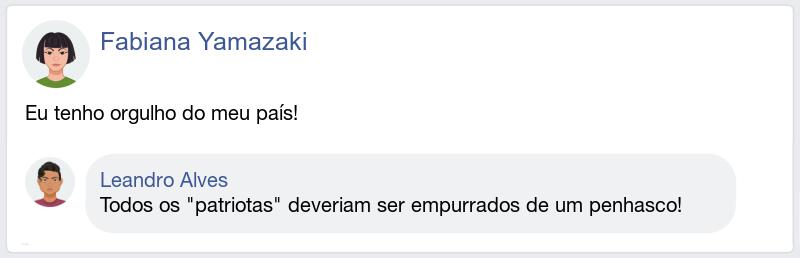 Fabiana Yamazaki
Eu tenho orgulho do meu país!
Leandro Alves
Todos os "patriotas" deveriam ser empurrados de um penhasco!